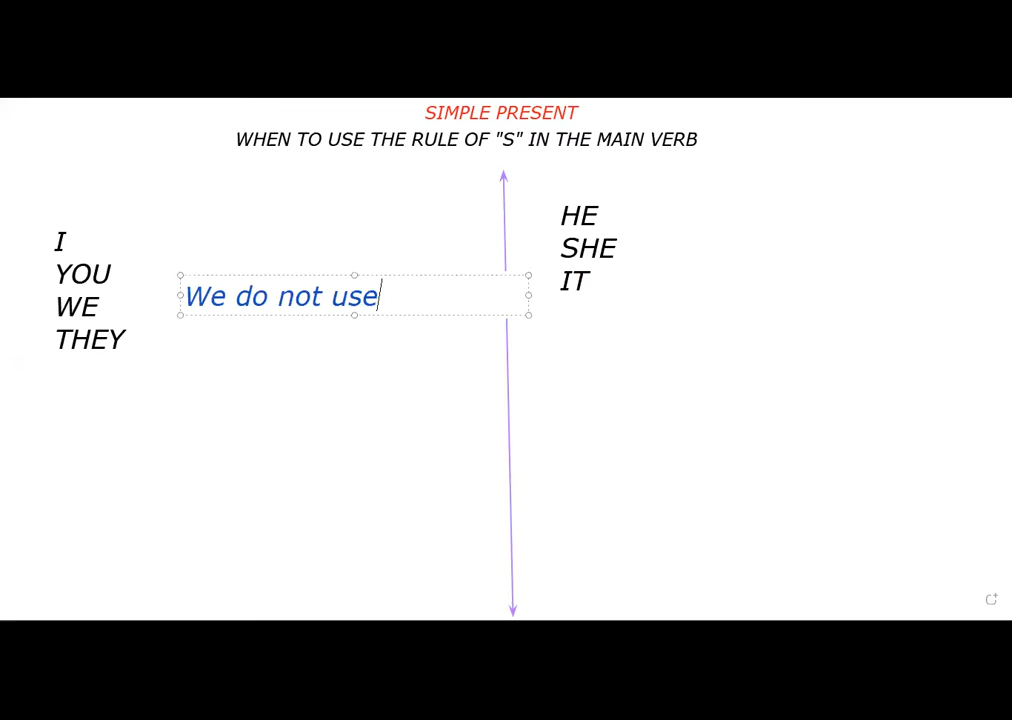 SIMPLE PRESENT
WHEN TO USE THE RULE OF "S" IN THE MAIN VERB
I
YOU
WE
THEY
We do not use
HE
SHE
IT